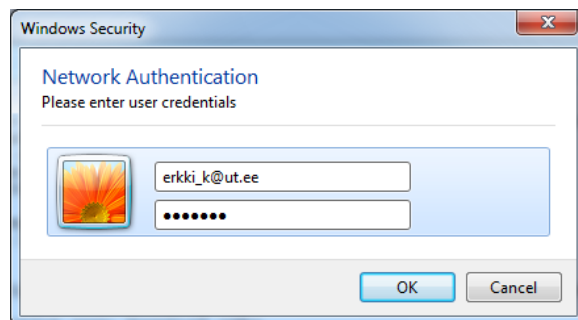 Windows Security
Network Authentication
Please enter user credentials
erkki_k@ut.ee
●●●●●●●
OK
Cancel